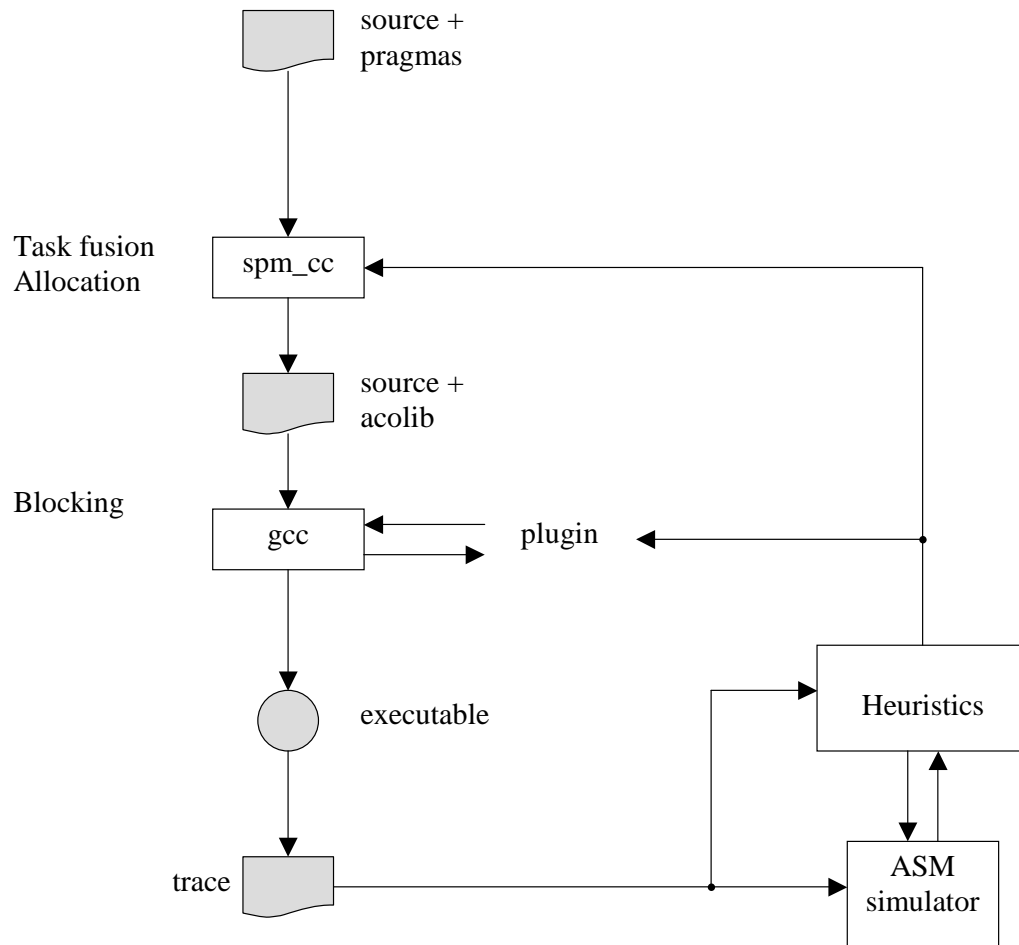 source +
pragmas
Task fusion
Allocation
spm_cc
source +
acolib
Blocking
gcc
plugin
Heuristics
executable
trace
ASM
simulator